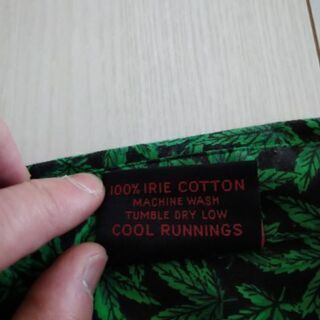 100% IRIE COTTON
MACHINE WASH
TUMBLE DRY LOW
COOL RUNNINGS